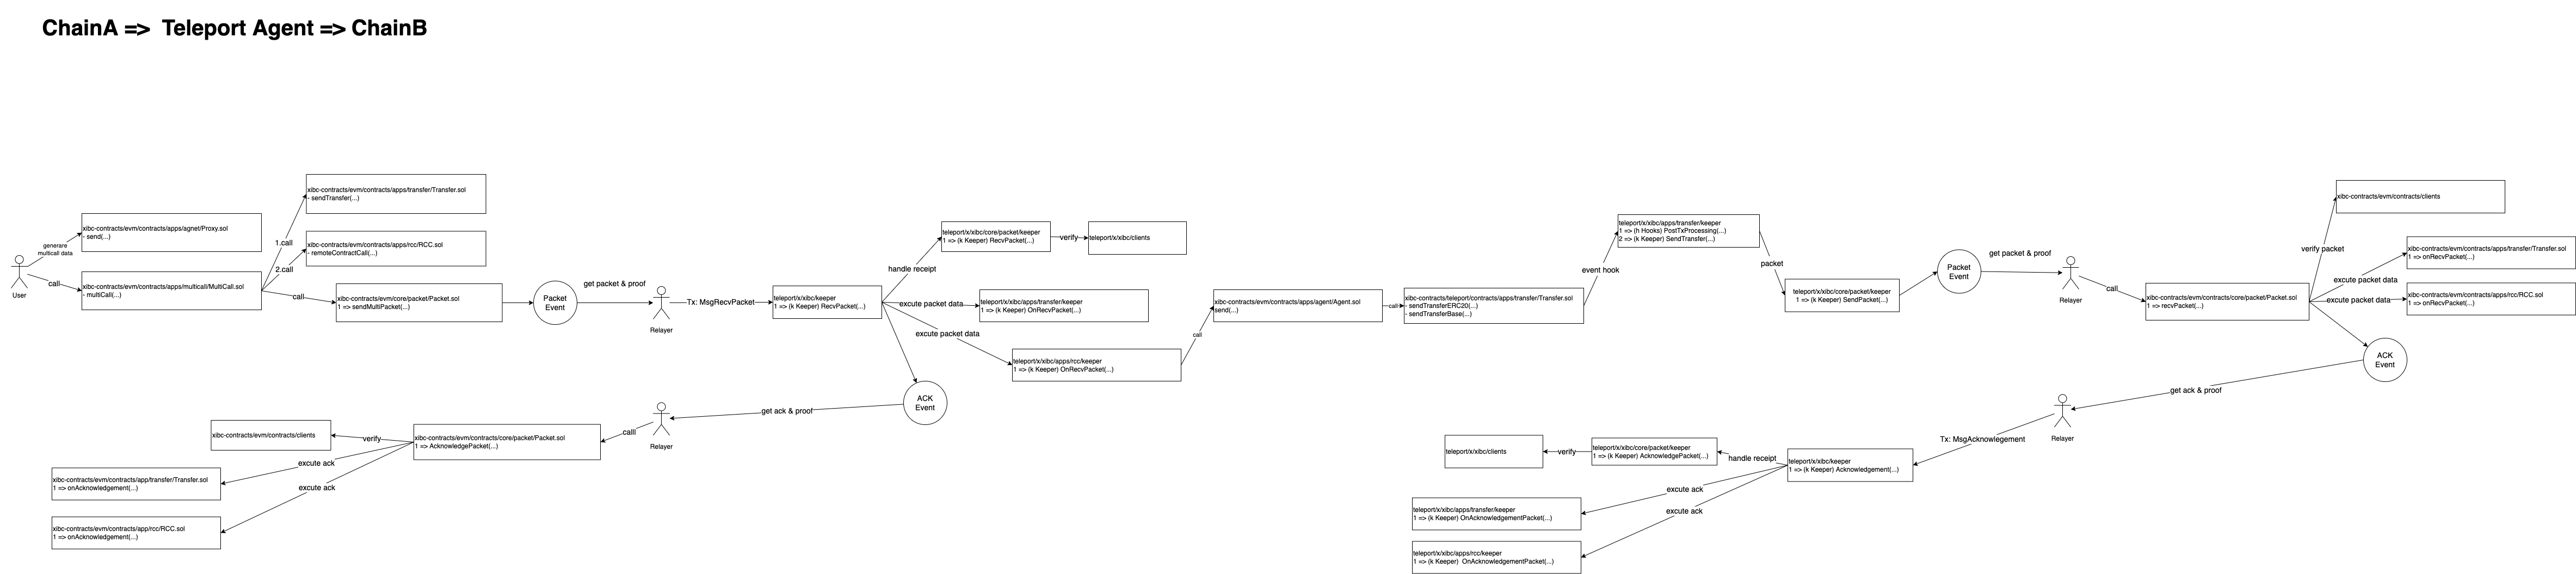 ChainA => Teleport Agent => ChainB
User
generare
multicall data
call
xibc-contracts/evm/contracts/apps/agnet/Proxy.sol
- send(...)
xibc-contracts/evm/contracts/apps/multicall/MultiCall.sol
- multiCall(...)
1.call
2.call
call
xibc-contracts/evm/contracts/apps/transfer/Transfer.sol
- sendTransfer(...)
xibc-contracts/evm/contracts/apps/rcc/RCC.sol
- remoteContractCall(...)
xibc-contracts/evm/core/packet/Packet.sol
1 => sendMultiPacket(...)
Packet
Event
get packet & proof
Relayer
Tx: MsgRecvPacket
teleport/x/xibc/keeper
1 => (k Keeper) RecvPacket(...)
handle receipt
excute packet data
excute packet data
teleport/x/xibc/core/packet/keeper
1 => (k Keeper) RecvPacket(...)
verify
teleport/x/xibc/clients
teleport/x/xibc/apps/transfer/keeper
1 => (k Keeper) OnRecvPacket(...)
teleport/x/xibc/apps/rcc/keeper
1 => (k Keeper) OnRecvPacket(...)
call
xibc-contracts/evm/contracts/apps/agent/Agent.sol
send(...)
call
xibc-contracts/teleport/contracts/apps/transfer/Transfer.sol
- sendTransferERC20(...)
- sendTransferBase(...)
event hook
teleport/x/xibc/apps/transfer/keeper
1 => (h Hooks) PostTxProcessing(...)
2 => (k Keeper) SendTransfer(...)
packet
teleport/x/xibc/core/packet/keeper
1 => (k Keeper) SendPacket(...)
Packet
Event
get packet & proof
Relayer
call
xibc-contracts/evm/contracts/core/packet/Packet.sol
1 => recvPacket(...)
verify packet
excute packet data
excute packet data
xibc-contracts/evm/contracts/clients
xibc-contracts/evm/contracts/apps/transfer/Transfer.sol
1 => onRecvPacket(...)
xibc-contracts/evm/contracts/apps/rcc/RCC.sol
1 => onRecvPacket(...)
ACK
Event
get ack & proof
Relayer
calll
xibc-contracts/evm/contracts/core/packet/Packet.sol
1 => AcknowledgePacket(...)
verify
excute ack
excute ack
xibc-contracts/evm/contracts/clients
xibc-contracts/evm/contracts/app/transfer/Transfer.sol
1 => onAcknowledgement(...)
xibc-contracts/evm/contracts/app/rcc/RCC.sol
1 => onAcknowledgement(...)
ACK
Event
get ack & proof
Relayer
Tx: MsgAcknowlegement
teleport/x/xibc/keeper
1 => (k Keeper) Acknowledgement(...)
handle receipt
excute ack
excute ack
teleport/x/xibc/core/packet/keeper
1 => (k Keeper) AcknowledgePacket(...)
verify
teleport/x/xibc/clients
teleport/x/xibc/apps/transfer/keeper
1 => (k Keeper) OnAcknowledgementPacket(...)
teleport/x/xibc/apps/rcc/keeper
1 => (k Keeper) OnAcknowledgementPacket(...)